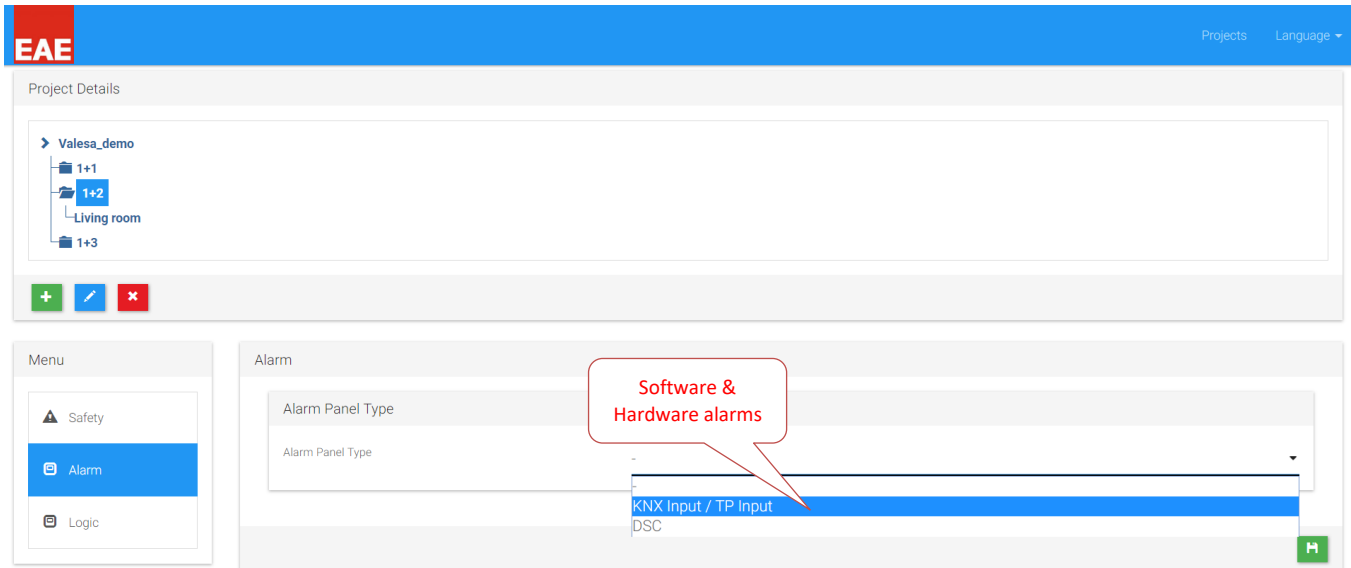 EAE
Projects Language
Project Details
Valesa_demo
1+1
1+2
Living room
1+3
Menu
Safety
Alarm
Logic
Alarm
Alarm Panel Type
Alarm Panel Type
-
-
KNX Input / TP Input
DSC
Software &
Hardware alarms